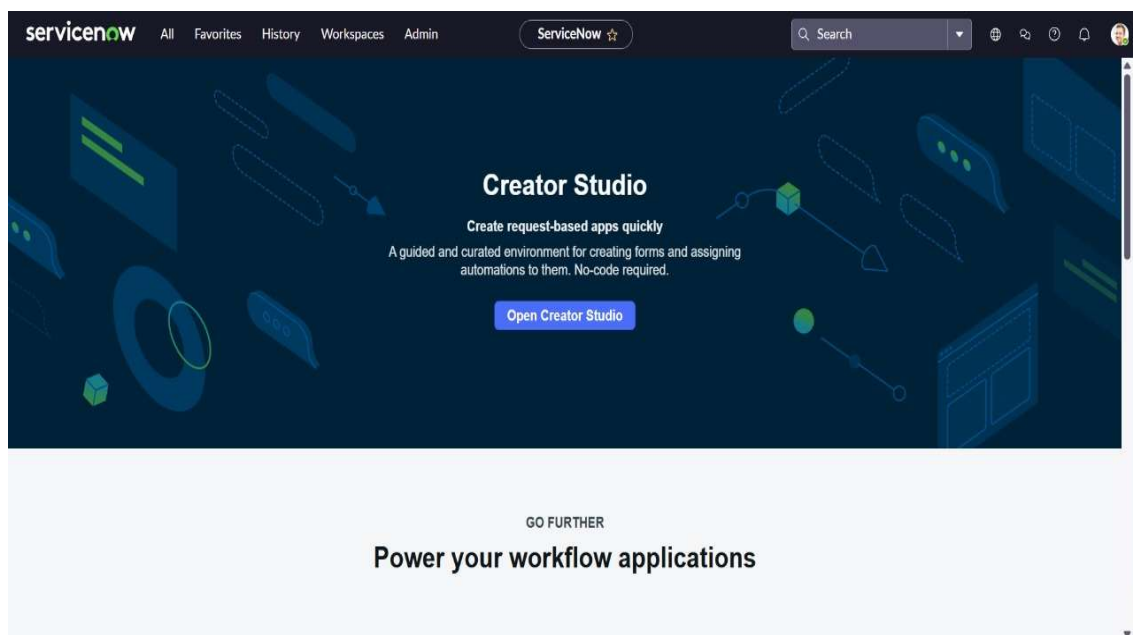 servicenow All Favorites History Workspaces Admin ServiceNow Search
Creator Studio
Create request-based apps quickly
A guided and curated environment for creating forms and assigning
automations to them. No-code required.
Open Creator Studio
GO FURTHER
Power your workflow applications